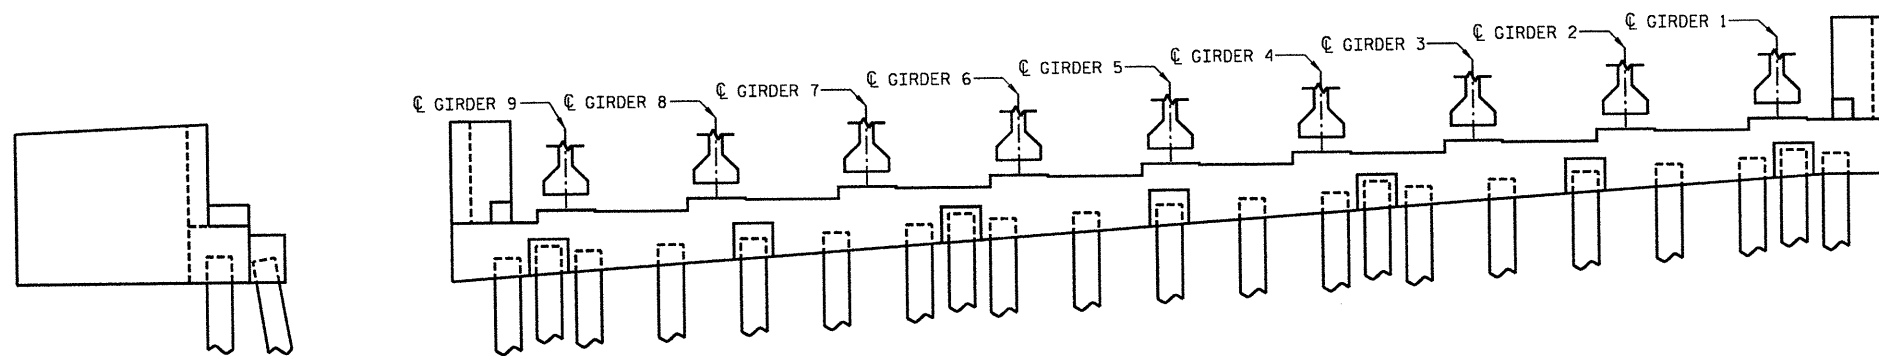 ℄ GIRDER 9
℄ GIRDER 8
℄ GIRDER 7
℄ GIRDER 6
℄ GIRDER 5
℄ GIRDER 4
℄ GIRDER 3
℄ GIRDER 2
℄ GIRDER 1